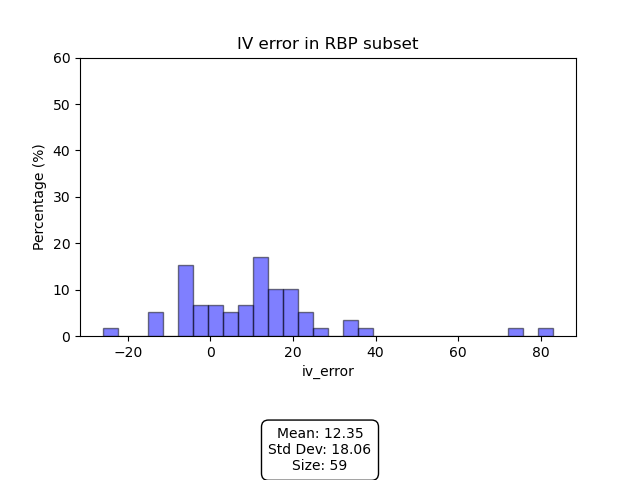 IV error in RBP subset
60
50
40
30
20
10
0
Percentage (%)
−20 0 20 40 60 80
iv_error
Mean: 12.35
Std Dev: 18.06
Size: 59